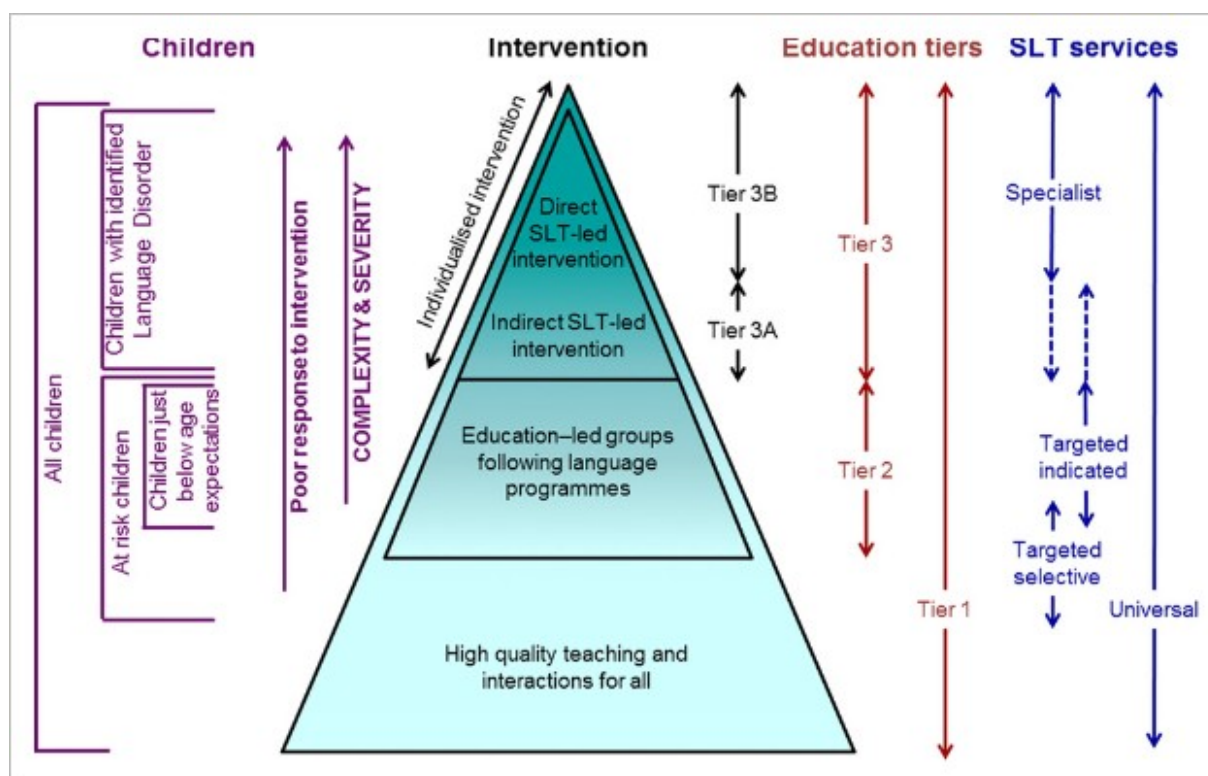 Children
Intervention
Education tiers
SLT services
All children
Children with identified
Language Disorder
At risk children
Children just
below age
expectations
Poor response to intervention
COMPLEXITY & SEVERITY
Individualised intervention
Direct
SLT-led
intervention
Indirect SLT-led
intervention
Education–led groups
following language
programmes
High quality teaching and
interactions for all
Tier 3B
Tier 3A
Tier 3
Tier 2
Tier 1
Specialist
Targeted
indicated
Targeted
selective
Universal